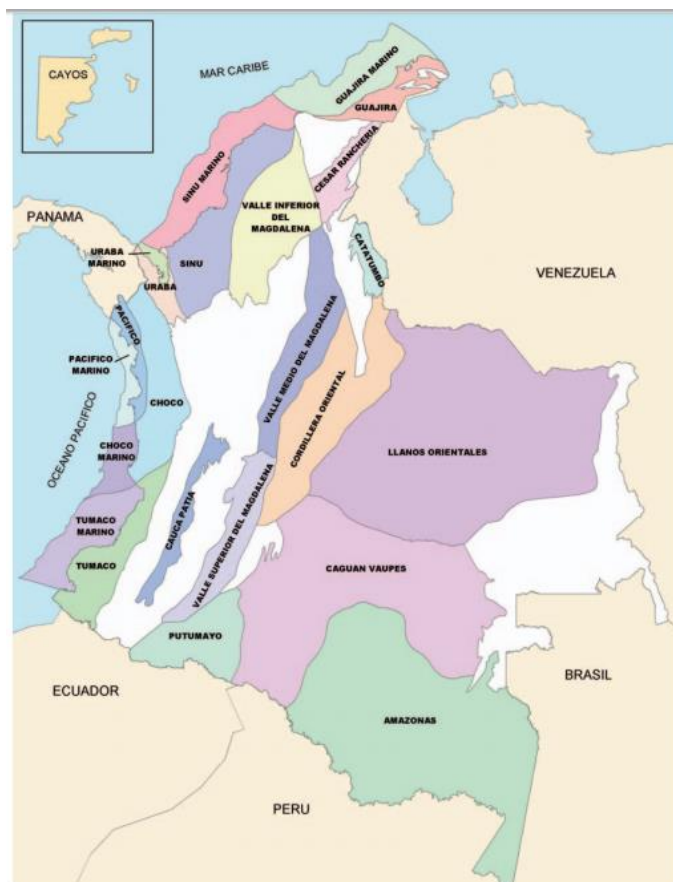 CAYOS
MAR CARIBE
GUAJIRA MARINO
GUAJIRA
SINU MARINO
CESAR RANCHERIA
PANAMA
VALLE INFERIOR
DEL
MAGDALENA
URABA
MARINO
SINU
CATATUMBO
URABA
VENEZUELA
PACIFICO
PACIFICO
MARINO
VALLE MEDIO DEL MAGDALENA
CHOCO
OCEANO PACIFICO
CORDILLERA ORIENTAL
CHOCO
MARINO
LLANOS ORIENTALES
TUMACO
MARINO
CAUCA PATIA
VALLE SUPERIOR DEL MAGDALENA
TUMACO
CAGUAN VAUPES
PUTUMAYO
ECUADOR
BRASIL
AMAZONAS
PERU